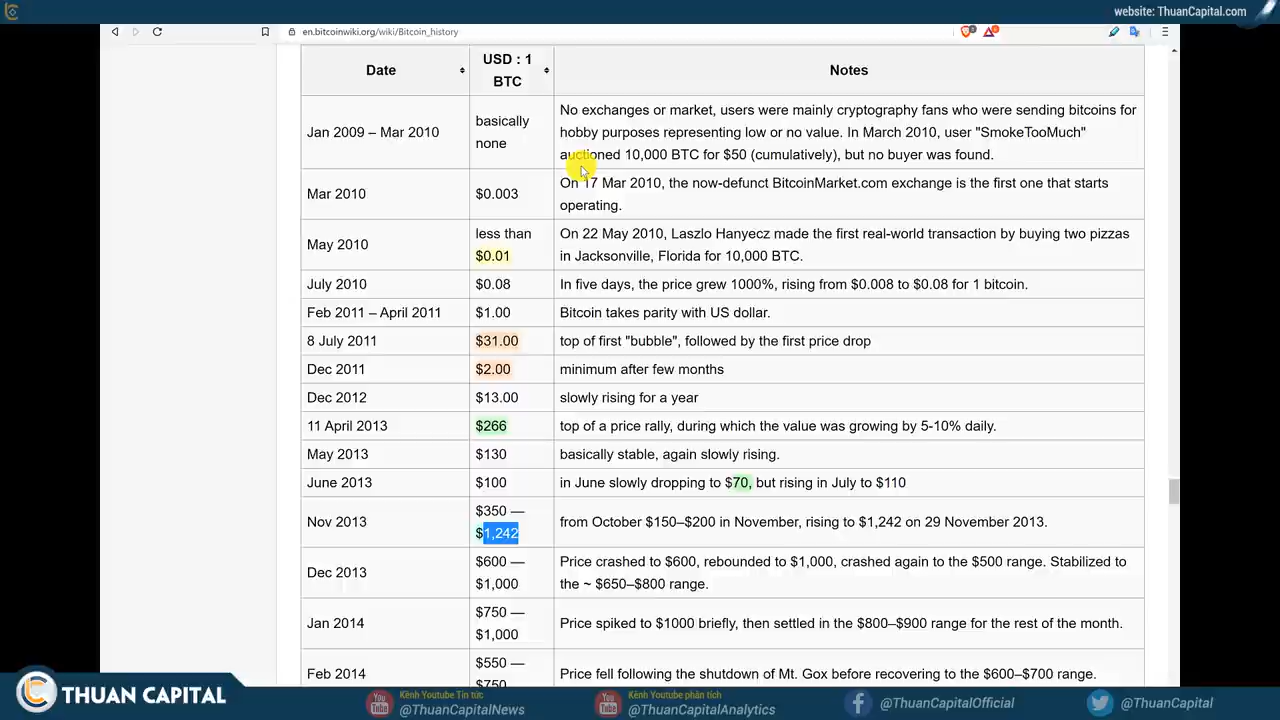 website: ThuanCapital.com
en.bitcoinwiki.org/wiki/Bitcoin_history
Date
USD : 1
BTC
Notes
Jan 2009 – Mar 2010
basically
none
No exchanges or market, users were mainly cryptography fans who were sending bitcoins for
hobby purposes representing low or no value. In March 2010, user "SmokeTooMuch"
auctioned 10,000 BTC for $50 (cumulatively), but no buyer was found.
Mar 2010
$0.003
On 17 Mar 2010, the now-defunct BitcoinMarket.com exchange is the first one that starts
operating.
May 2010
less than
$0.01
On 22 May 2010, Laszlo Hanyecz made the first real-world transaction by buying two pizzas
in Jacksonville, Florida for 10,000 BTC.
July 2010
$0.08
In five days, the price grew 1000%, rising from $0.008 to $0.08 for 1 bitcoin.
Feb 2011 – April 2011
$1.00
Bitcoin takes parity with US dollar.
8 July 2011
$31.00
top of first "bubble", followed by the first price drop
Dec 2011
$2.00
minimum after few months
Dec 2012
$13.00
slowly rising for a year
11 April 2013
$266
top of a price rally, during which the value was growing by 5-10% daily.
May 2013
$130
basically stable, again slowly rising.
June 2013
$100
in June slowly dropping to $70, but rising in July to $110
Nov 2013
$350 —
$1,242
from October $150–$200 in November, rising to $1,242 on 29 November 2013.
Dec 2013
$600 —
$1,000
Price crashed to $600, rebounded to $1,000, crashed again to the $500 range. Stabilized to
the ~ $650–$800 range.
Jan 2014
$750 —
$1,000
Price spiked to $1000 briefly, then settled in the $800–$900 range for the rest of the month.
Feb 2014
$550 —
$750
Price fell following the shutdown of Mt. Gox before recovering to the $600–$700 range.
THUAN CAPITAL
You
Tube
Kênh Youtube Tin tức
@ThuanCapitalNews
You
Tube
Kênh Youtube phân tích
@ThuanCapitalAnalytics
@ThuanCapitalOfficial
@ThuanCapital